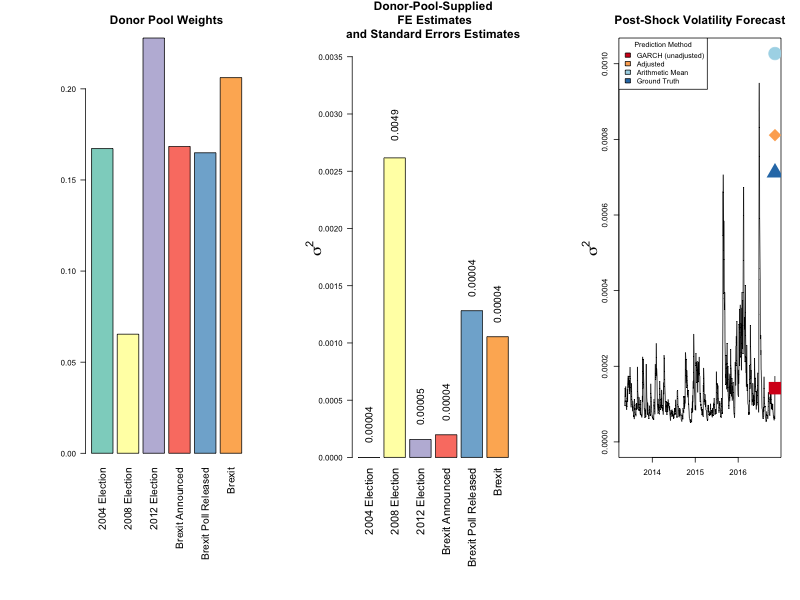 Donor Pool Weights
0.20
0.15
0.10
0.05
0.00
2004 Election
2008 Election
2012 Election
Brexit Announced
Brexit Poll Released
Brexit
Donor-Pool-Supplied
FE Estimates
and Standard Errors Estimates
σ2
0.0035
0.0030
0.0025
0.0020
0.0015
0.0010
0.0005
0.0000
0.00004
0.0049
0.00005
0.00004
0.00004
0.00004
2004 Election
2008 Election
2012 Election
Brexit Announced
Brexit Poll Released
Brexit
Post-Shock Volatility Forecast
σ2
0.0010
0.0008
0.0006
0.0004
0.0002
0.0000
Prediction Method
GARCH (unadjusted)
Adjusted
Arithmetic Mean
Ground Truth
2014
2015
2016